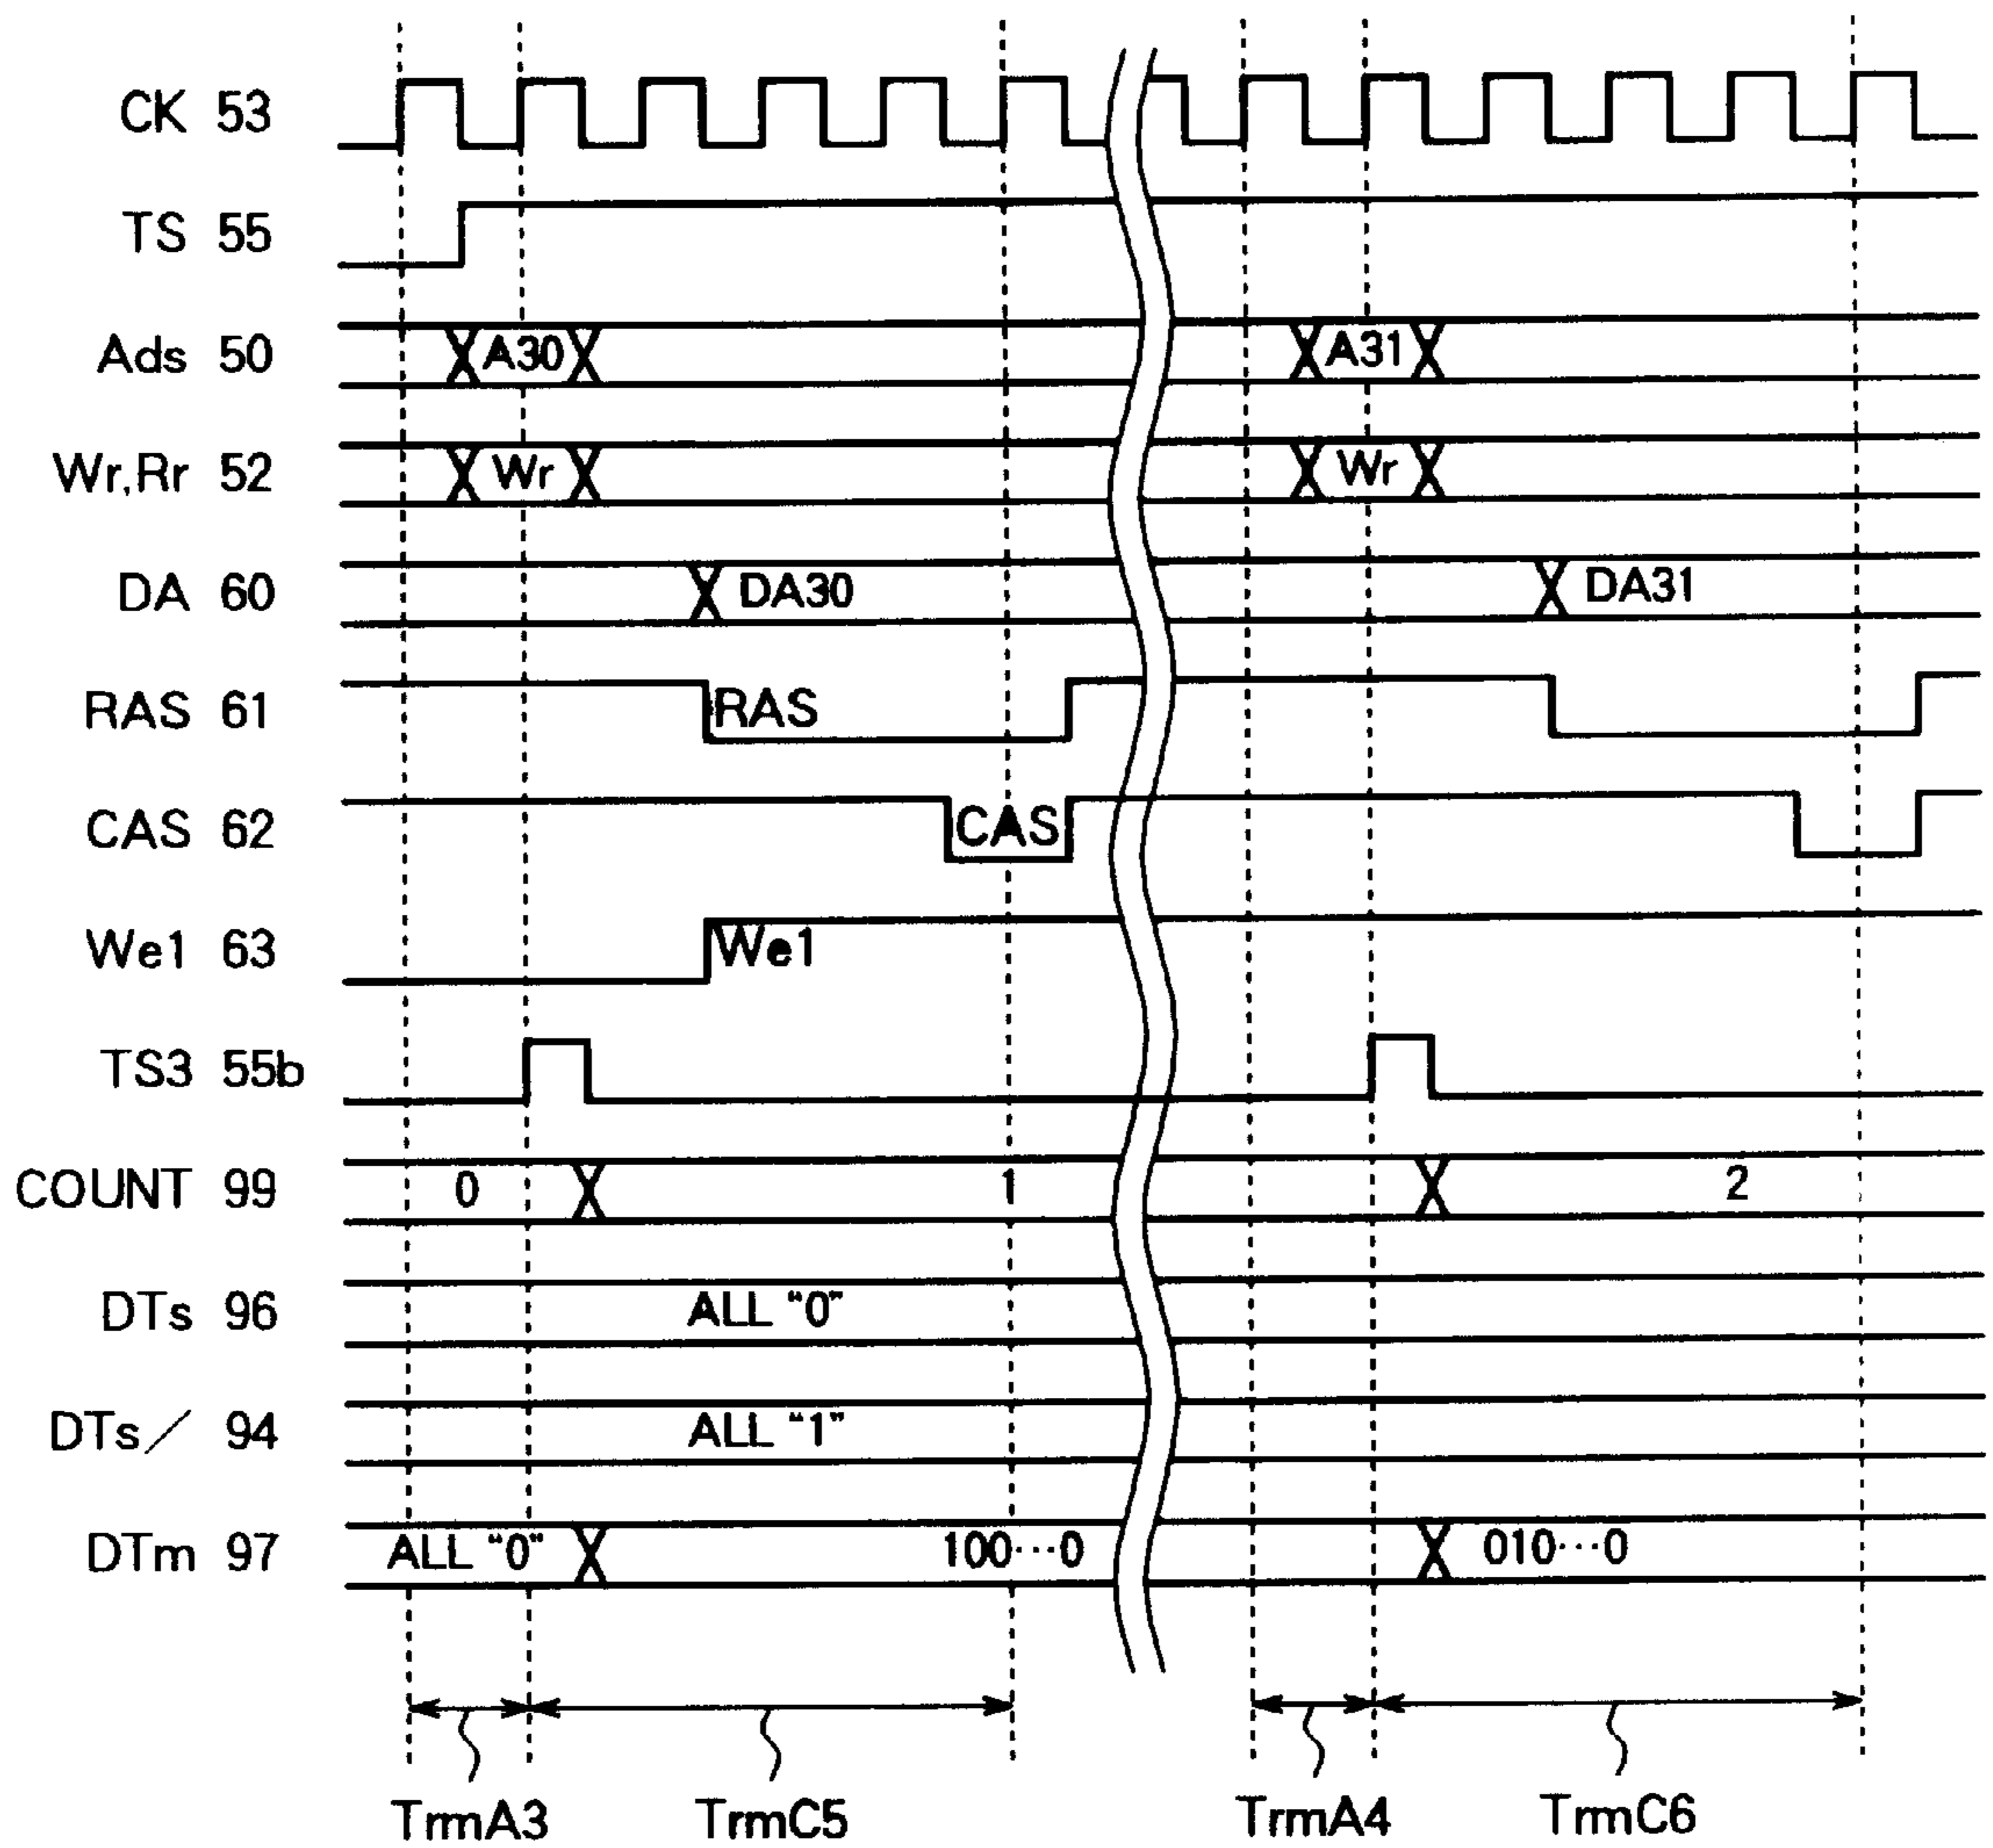 CK 53
TS 55
Ads 50 A30 A31
Wr,Rr 52 Wr Wr
DA 60 DA30 DA31
RAS 61 RAS
CAS 62 CAS
We1 63 We1
TS3 55b
COUNT 99 0 1 2
DTs 96 ALL "0"
DTs/ 94 ALL "1"
DTm 97 ALL "0" 100···0 010···0
TrmA3 TrmC5 TrmA4 TrmC6